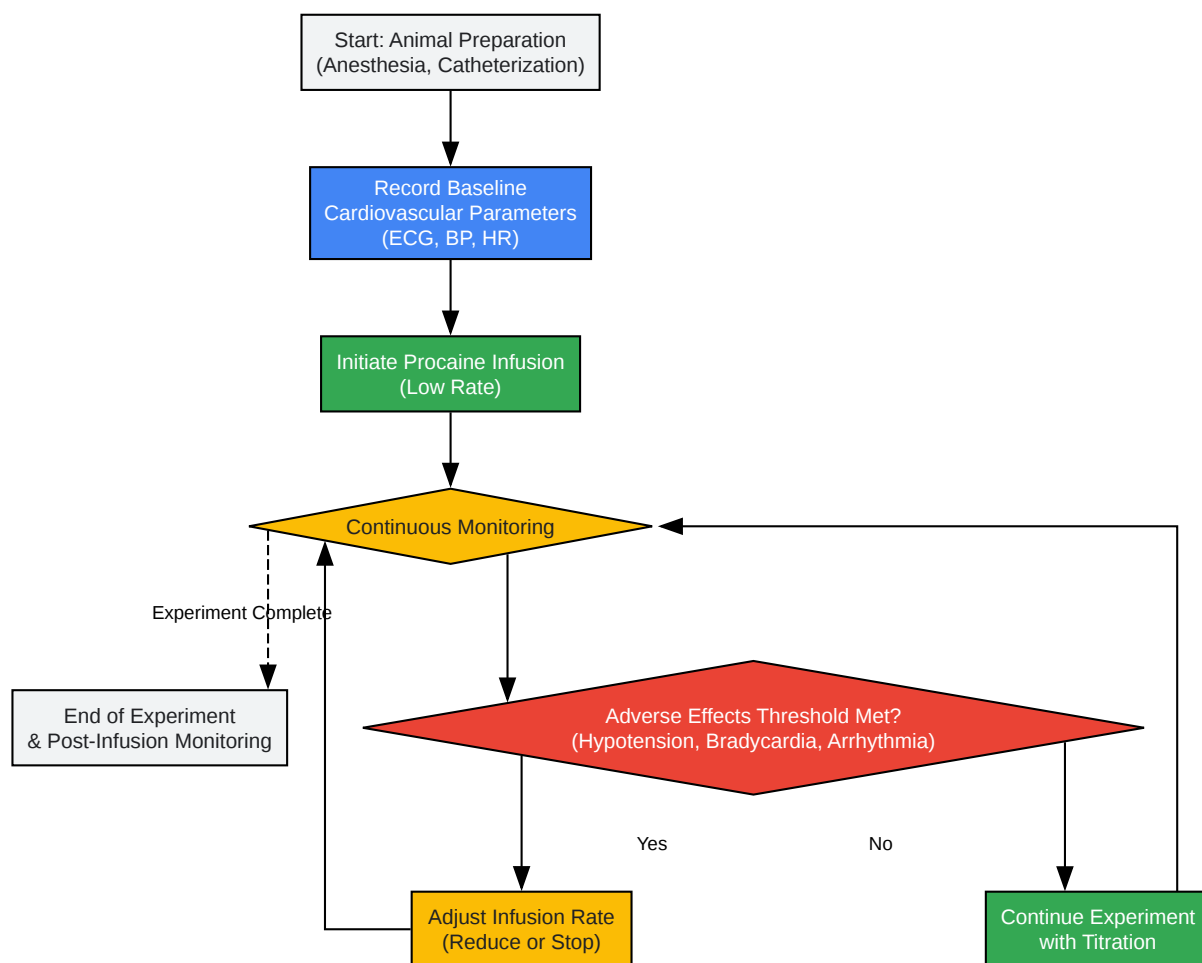 Start: Animal Preparation
(Anesthesia, Catheterization)
Record Baseline
Cardiovascular Parameters
(ECG, BP, HR)
Initiate Procaine Infusion
(Low Rate)
Continuous Monitoring
Experiment Complete
End of Experiment
& Post-Infusion Monitoring
Adverse Effects Threshold Met?
(Hypotension, Bradycardia, Arrhythmia)
Yes
No
Adjust Infusion Rate
(Reduce or Stop)
Continue Experiment
with Titration